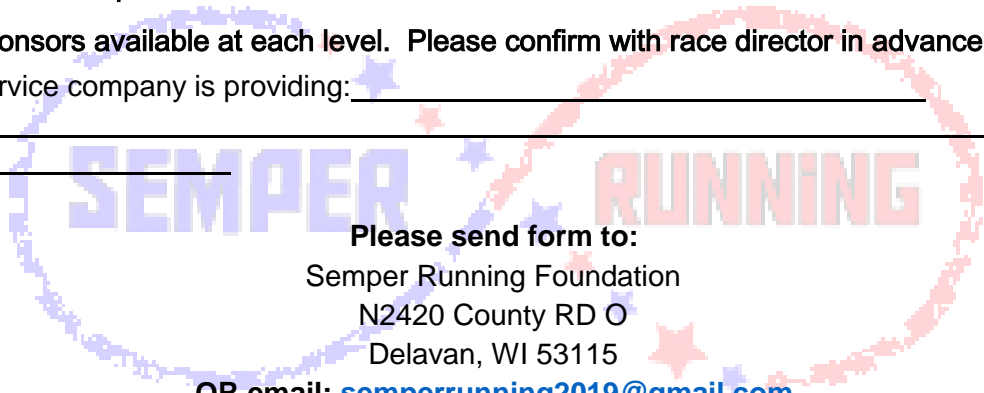 onsors available at each level. Please confirm with race director in advance
rvice company is providing:
SEMPER RUNNING
Please send form to:
Semper Running Foundation
N2420 County RD O
Delavan, WI 53115
OR email: semperrunning2019@gmail.com